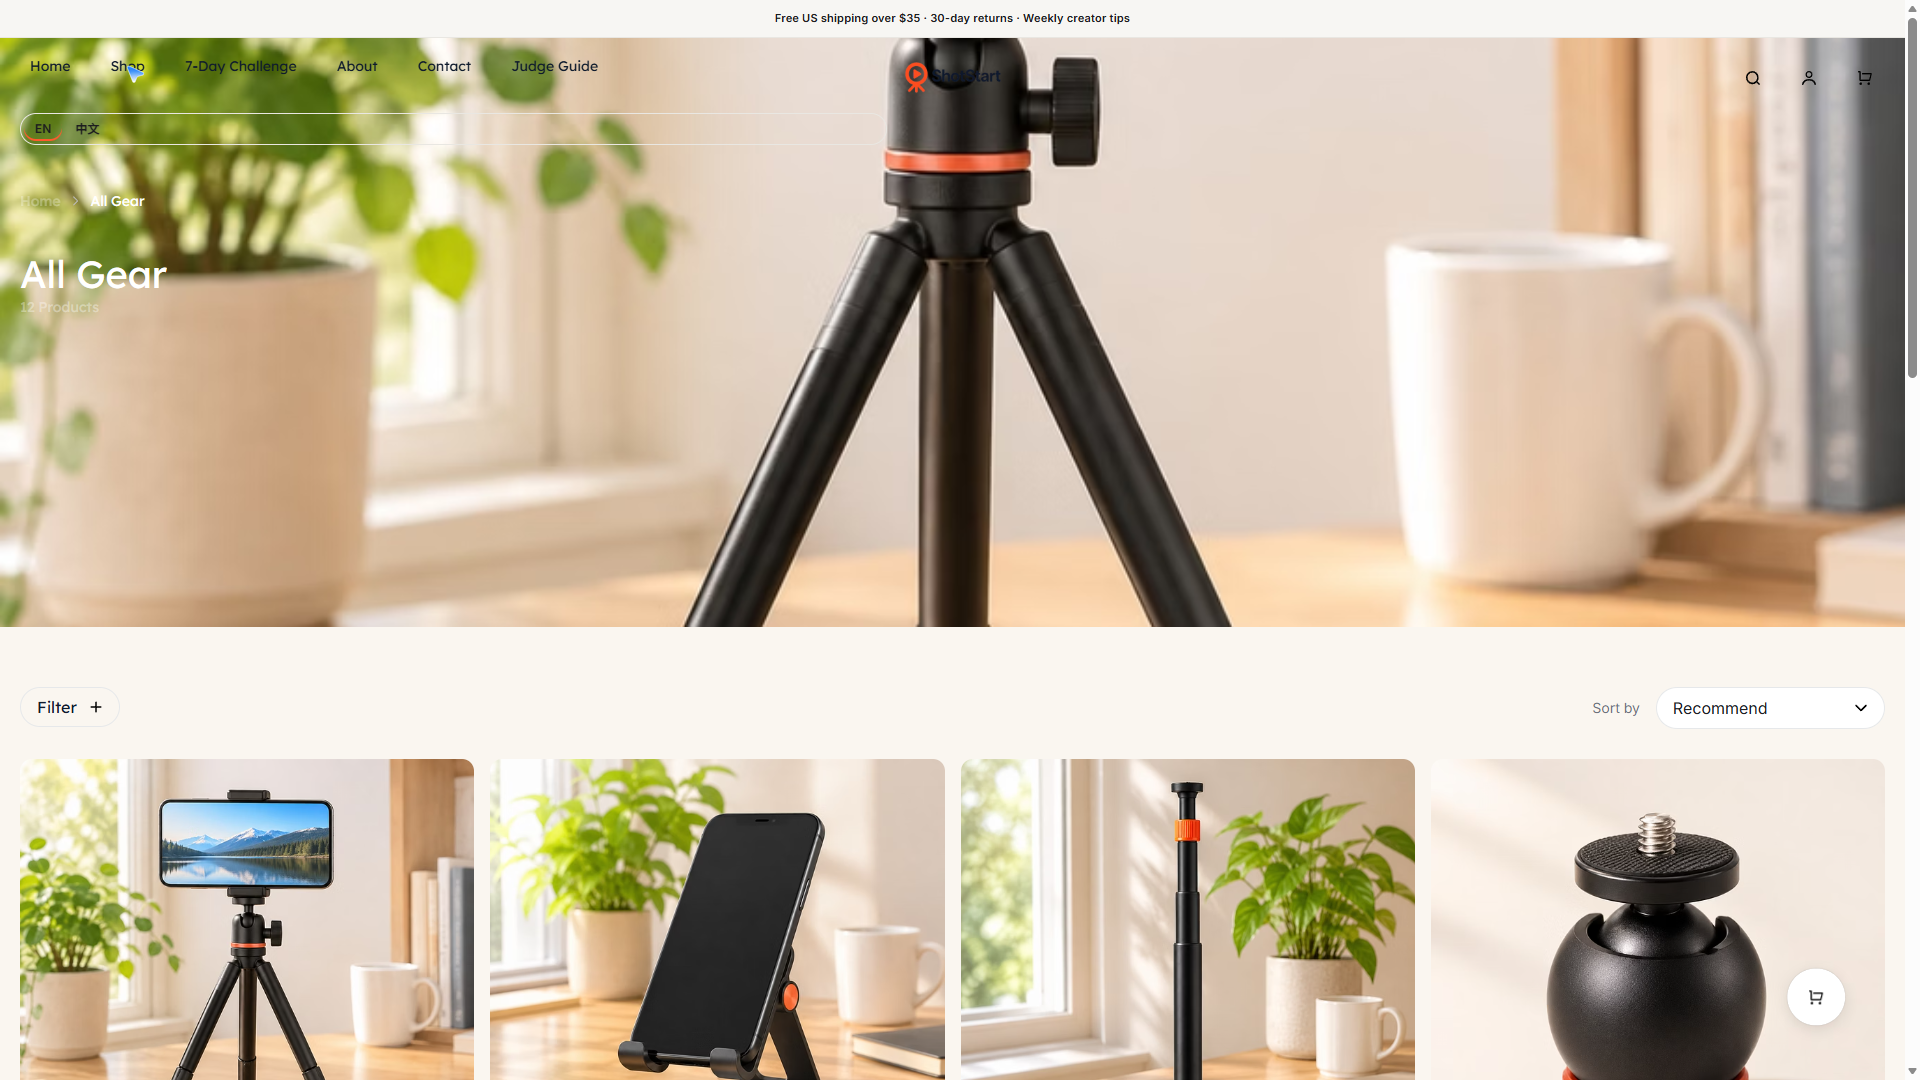 Free US shipping over $35 · 30-day returns · Weekly creator tips
Home Shop 7-Day Challenge About Contact Judge Guide
ShotStart
EN 中文
Home > All Gear
All Gear
12 Products
Filter +
Sort by Recommend